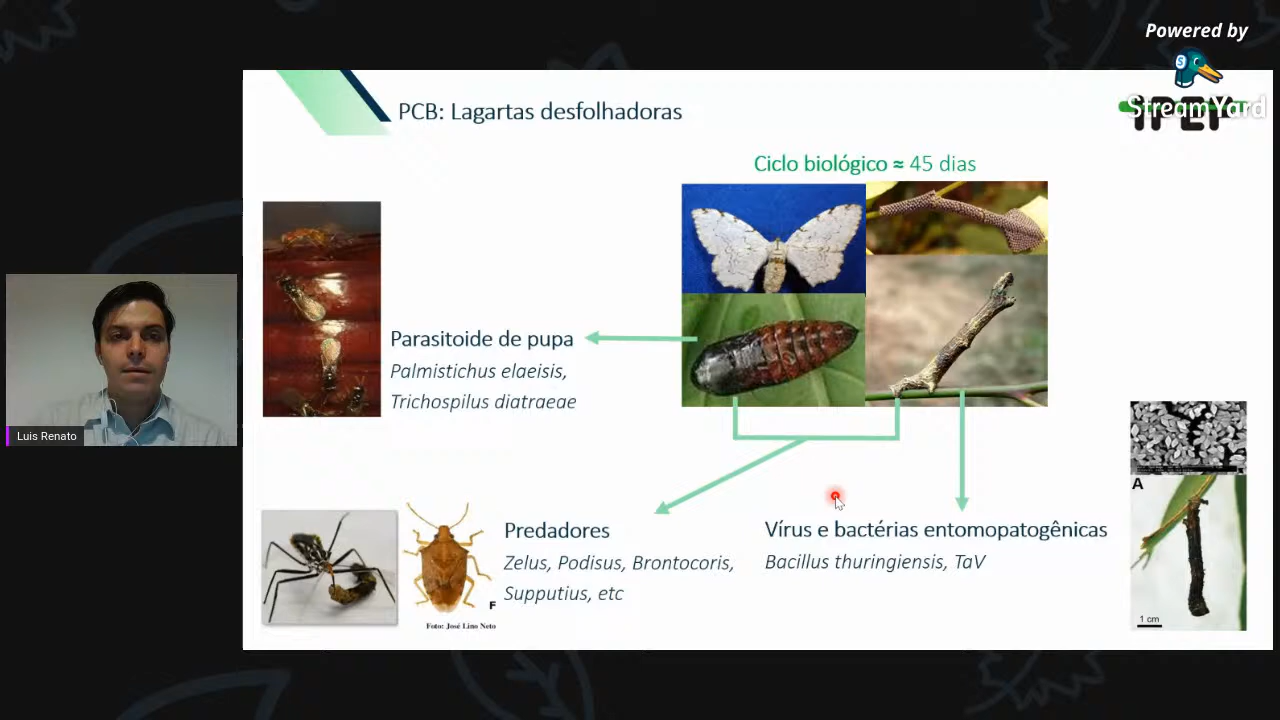 Powered by
StreamYard
IPEF
PCB: Lagartas desfolhadoras
Ciclo biológico ≈ 45 dias
Parasitoide de pupa
Palmistichus elaeisis,
Trichospilus diatraeae
Luis Renato
Predadores
Zelus, Podisus, Brontocoris,
Supputius, etc
F
Foto: José Lino Neto
Vírus e bactérias entomopatogênicas
Bacillus thuringiensis, TaV
A
1 cm